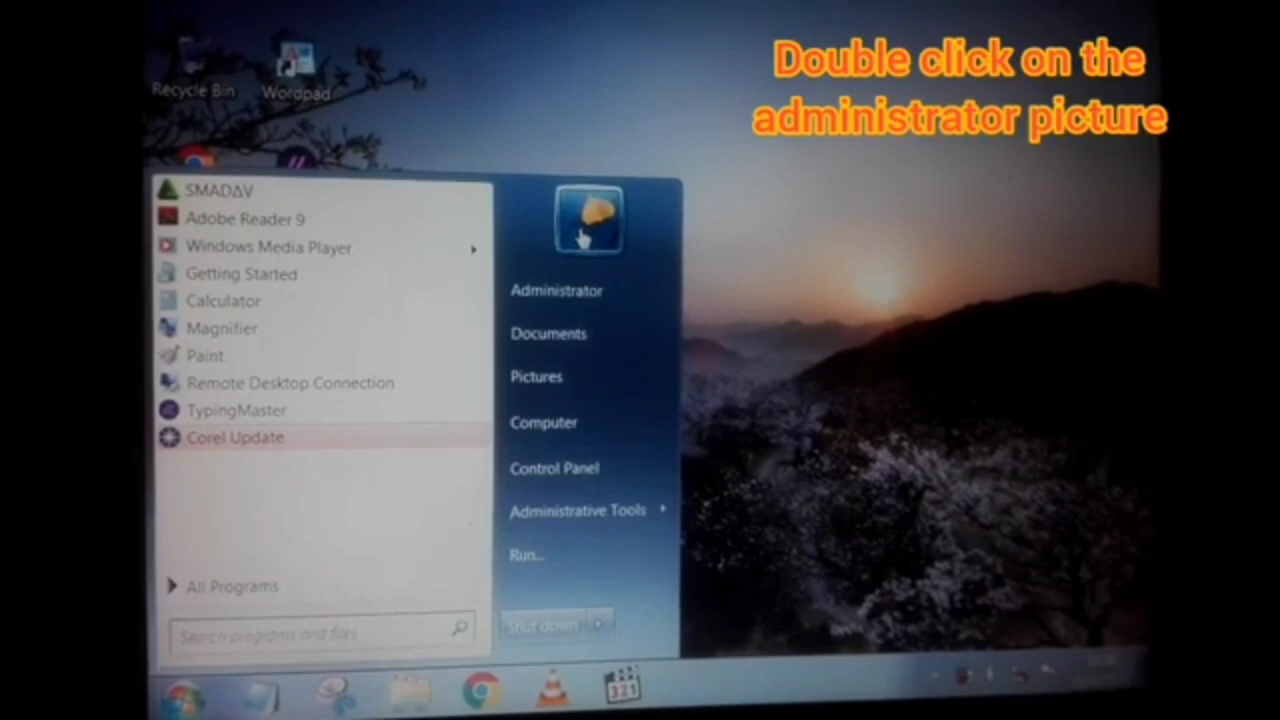 Double click on the
administrator picture
Recycle Bin
Wordpad
SMADΔV
Adobe Reader 9
Windows Media Player
Getting Started
Calculator
Magnifier
Paint
Remote Desktop Connection
TypingMaster
Corel Update
All Programs
Search programs and files
Administrator
Documents
Pictures
Computer
Control Panel
Administrative Tools
Run...
Shut down
321